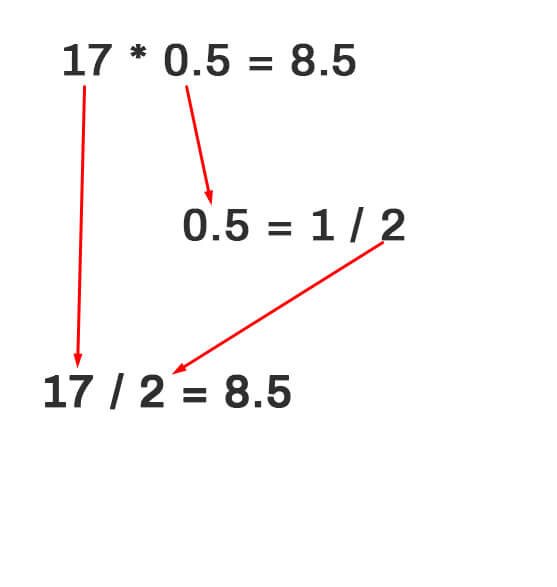 17 * 0.5 = 8.5
0.5 = 1 / 2
17 / 2 = 8.5